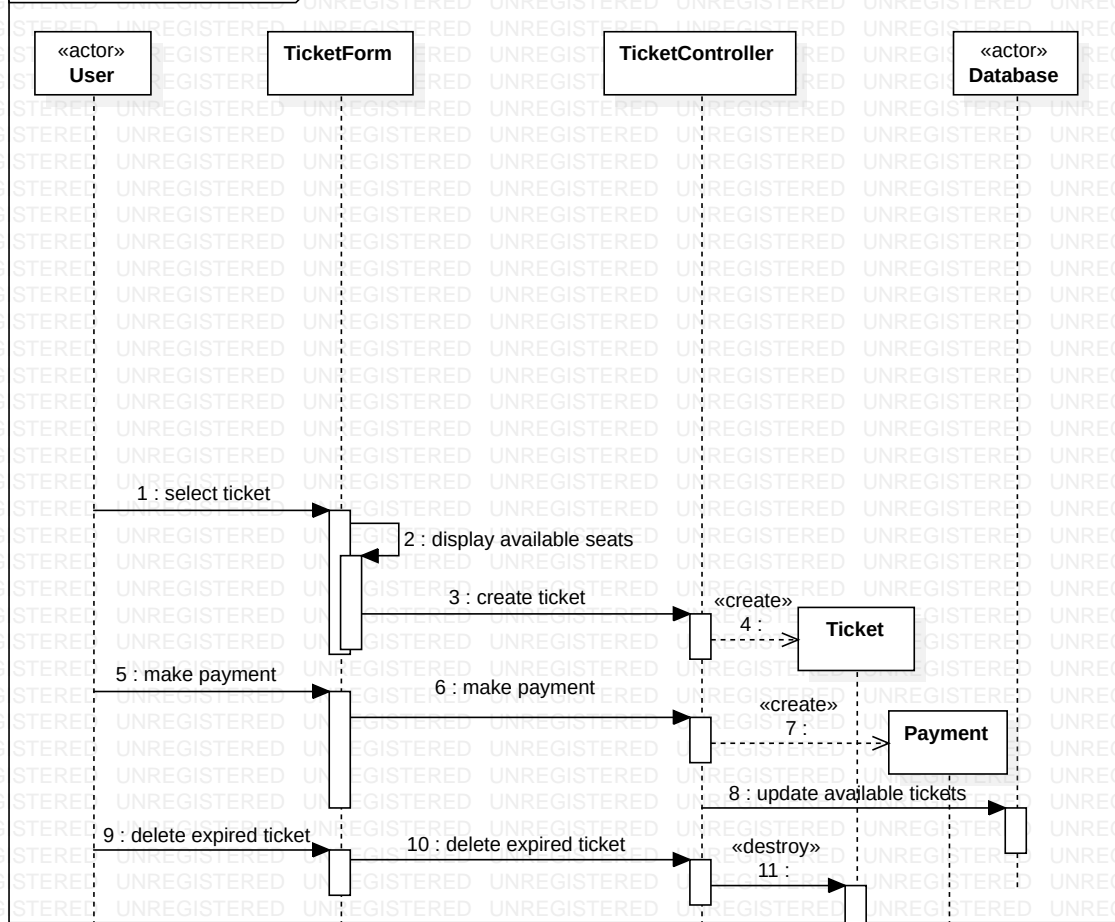 «actor»
User
TicketForm
TicketController
«actor»
Database
1 : select ticket
2 : display available seats
3 : create ticket
«create»
4 :
Ticket
5 : make payment
6 : make payment
«create»
7 :
Payment
8 : update available tickets
9 : delete expired ticket
10 : delete expired ticket
«destroy»
11 :
UNREGISTERED